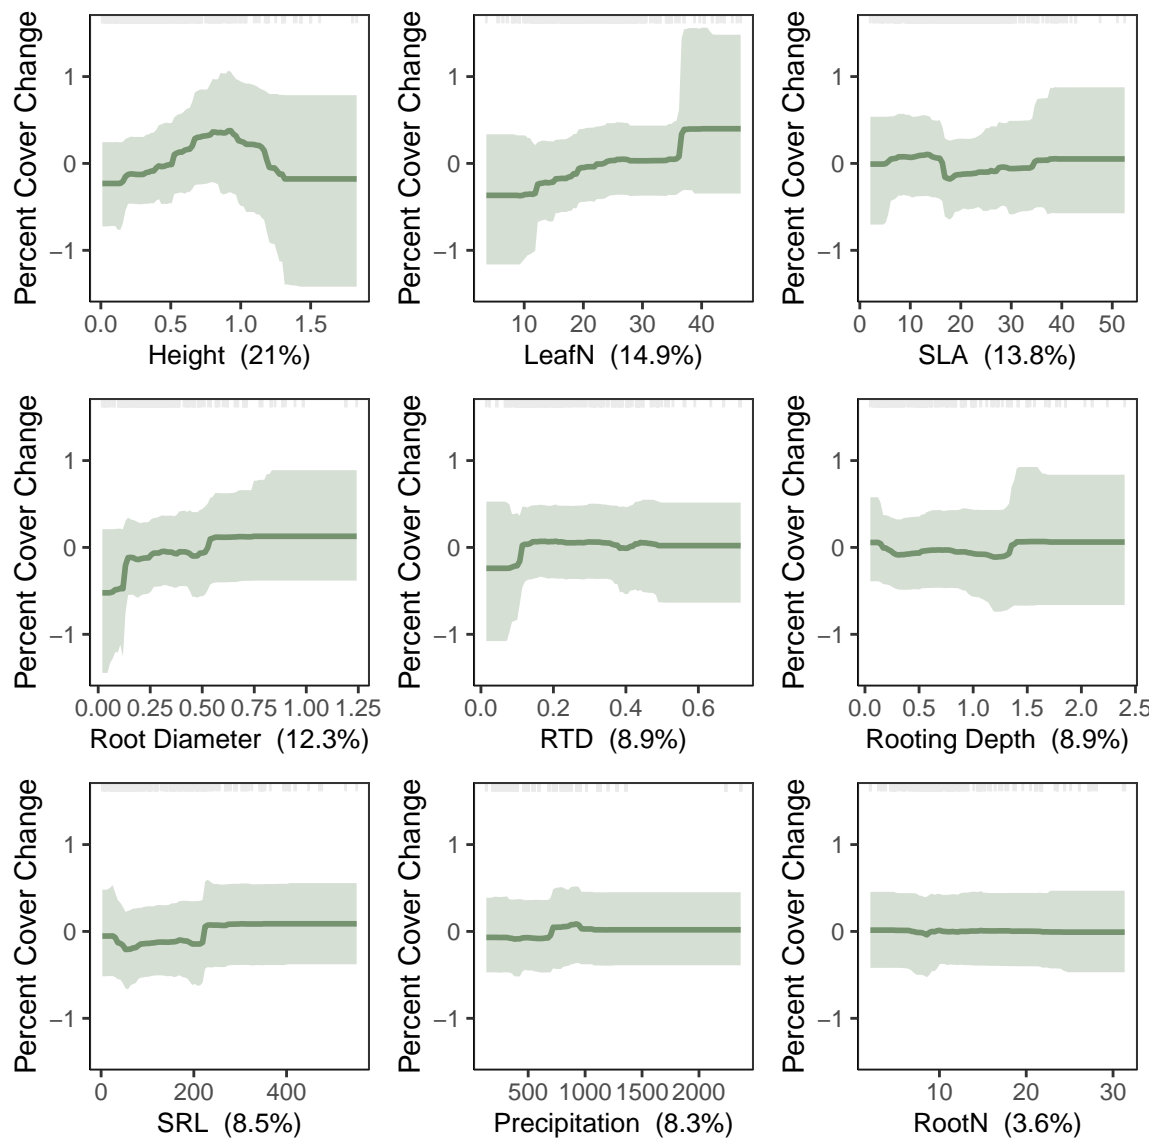 Percent Cover Change
1
0
−1
0.0 0.5 1.0 1.5
Height (21%)
Percent Cover Change
1
0
−1
10 20 30 40
LeafN (14.9%)
Percent Cover Change
1
0
−1
0 10 20 30 40 50
SLA (13.8%)
Percent Cover Change
1
0
−1
0.00 0.25 0.50 0.75 1.00 1.25
Root Diameter (12.3%)
Percent Cover Change
1
0
−1
0.0 0.2 0.4 0.6
RTD (8.9%)
Percent Cover Change
1
0
−1
0.0 0.5 1.0 1.5 2.0 2.5
Rooting Depth (8.9%)
Percent Cover Change
1
0
−1
0 200 400
SRL (8.5%)
Percent Cover Change
1
0
−1
500 1000 1500 2000
Precipitation (8.3%)
Percent Cover Change
1
0
−1
10 20 30
RootN (3.6%)